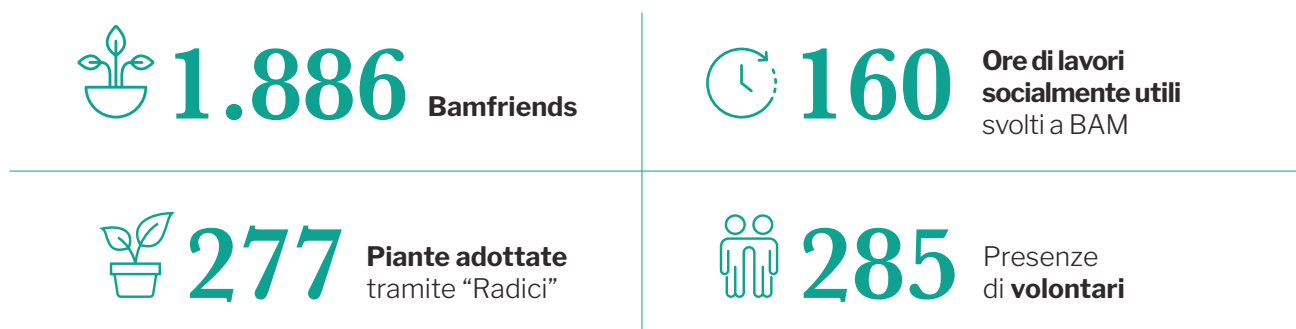 1.886 Bamfriends
160 Ore di lavori
socialmente utili
svolti a BAM
277 Piante adottate
tramite “Radici”
285 Presenze
di volontari